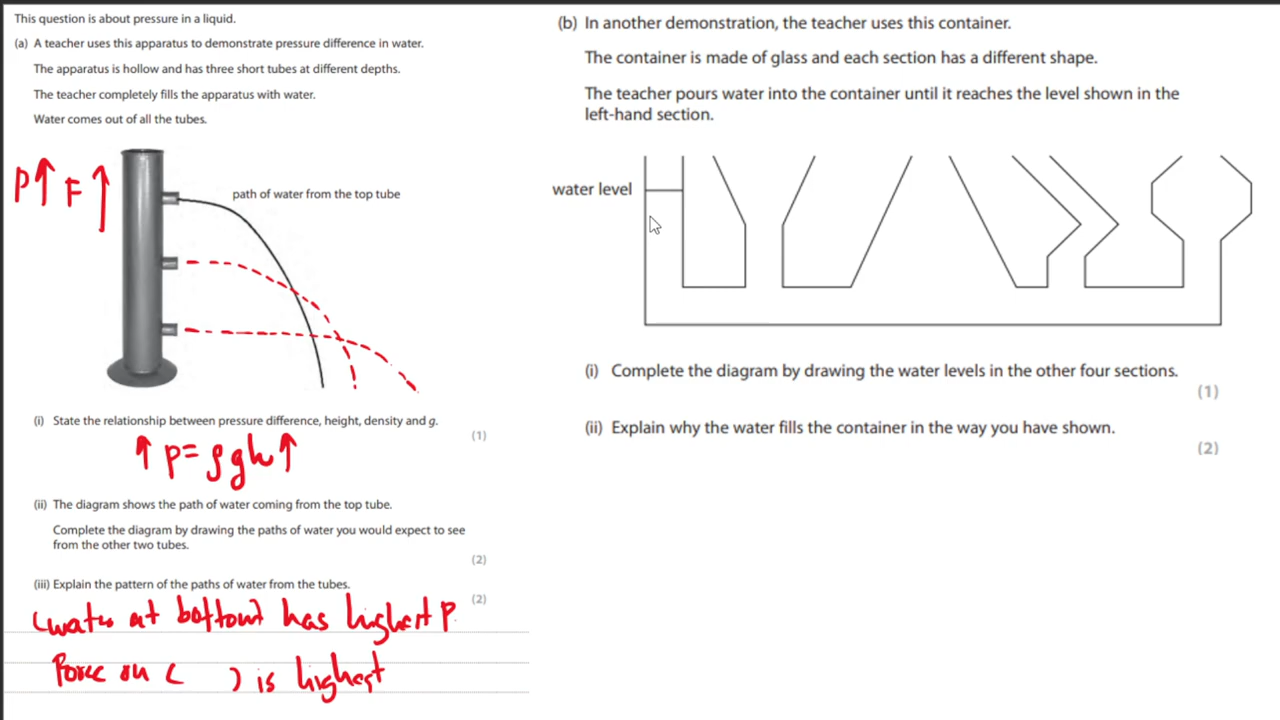 This question is about pressure in a liquid.
(a) A teacher uses this apparatus to demonstrate pressure difference in water.
The apparatus is hollow and has three short tubes at different depths.
The teacher completely fills the apparatus with water.
Water comes out of all the tubes.
P↑ F↑
path of water from the top tube
(i) State the relationship between pressure difference, height, density and g.
(1)
↑ P= ρgh↑
(ii) The diagram shows the path of water coming from the top tube.
Complete the diagram by drawing the paths of water you would expect to see
from the other two tubes.
(2)
(iii) Explain the pattern of the paths of water from the tubes.
(2)
(water at bottom) has highest P.
Force on ( ) is highest
(b) In another demonstration, the teacher uses this container.
The container is made of glass and each section has a different shape.
The teacher pours water into the container until it reaches the level shown in the
left-hand section.
water level
(i) Complete the diagram by drawing the water levels in the other four sections.
(1)
(ii) Explain why the water fills the container in the way you have shown.
(2)